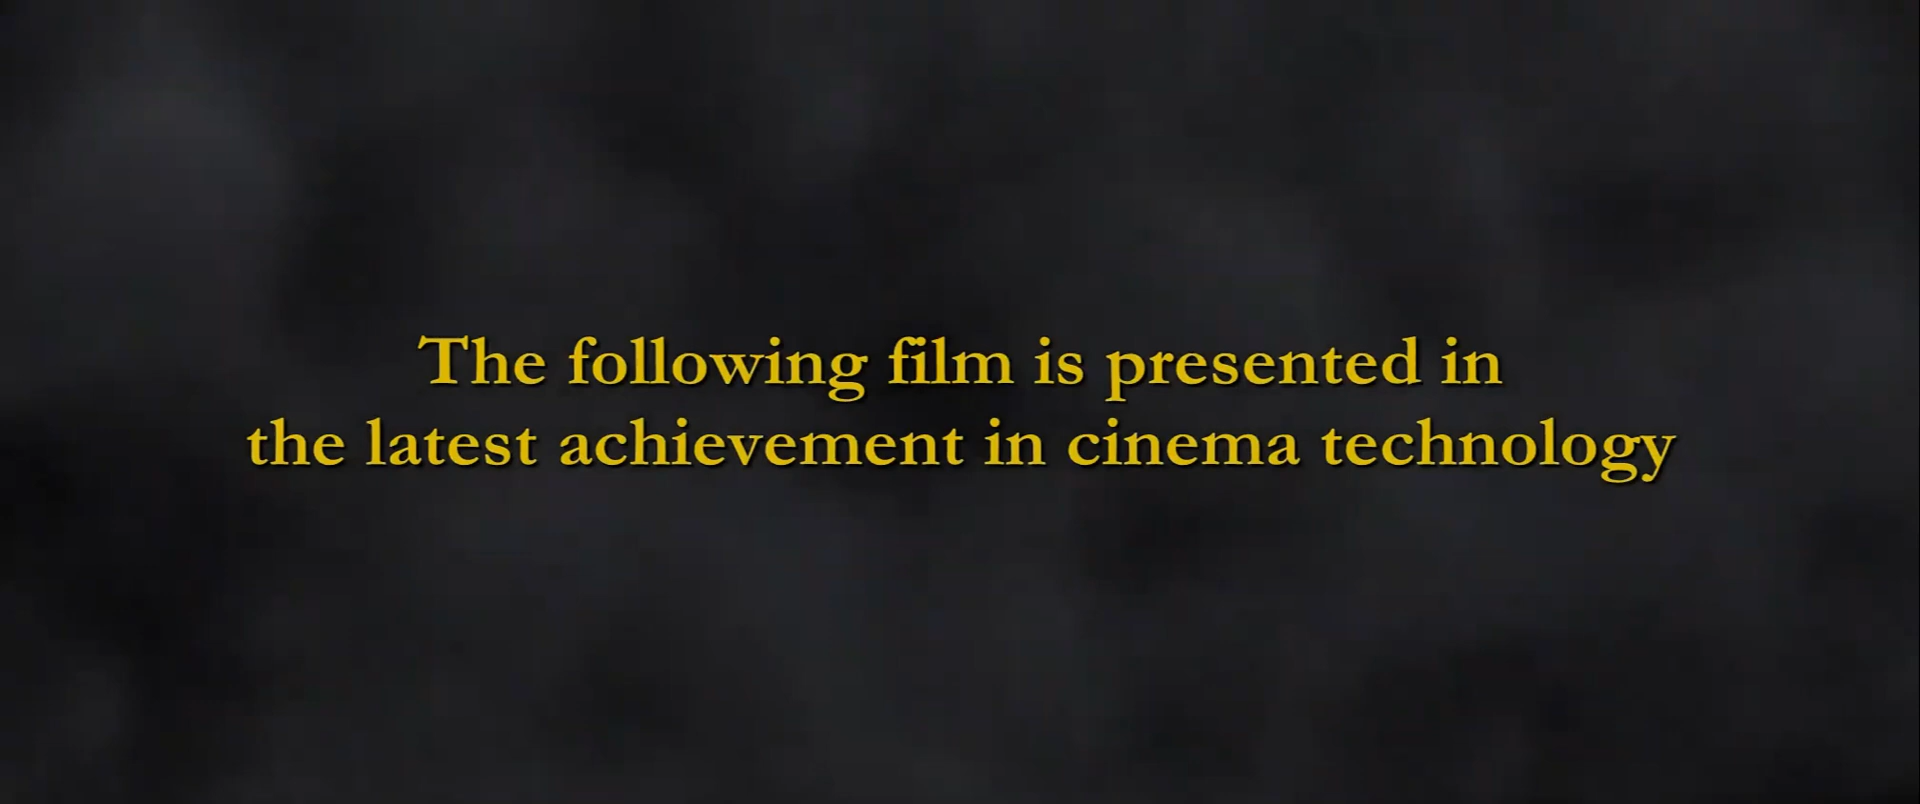 The following film is presented in
the latest achievement in cinema technology